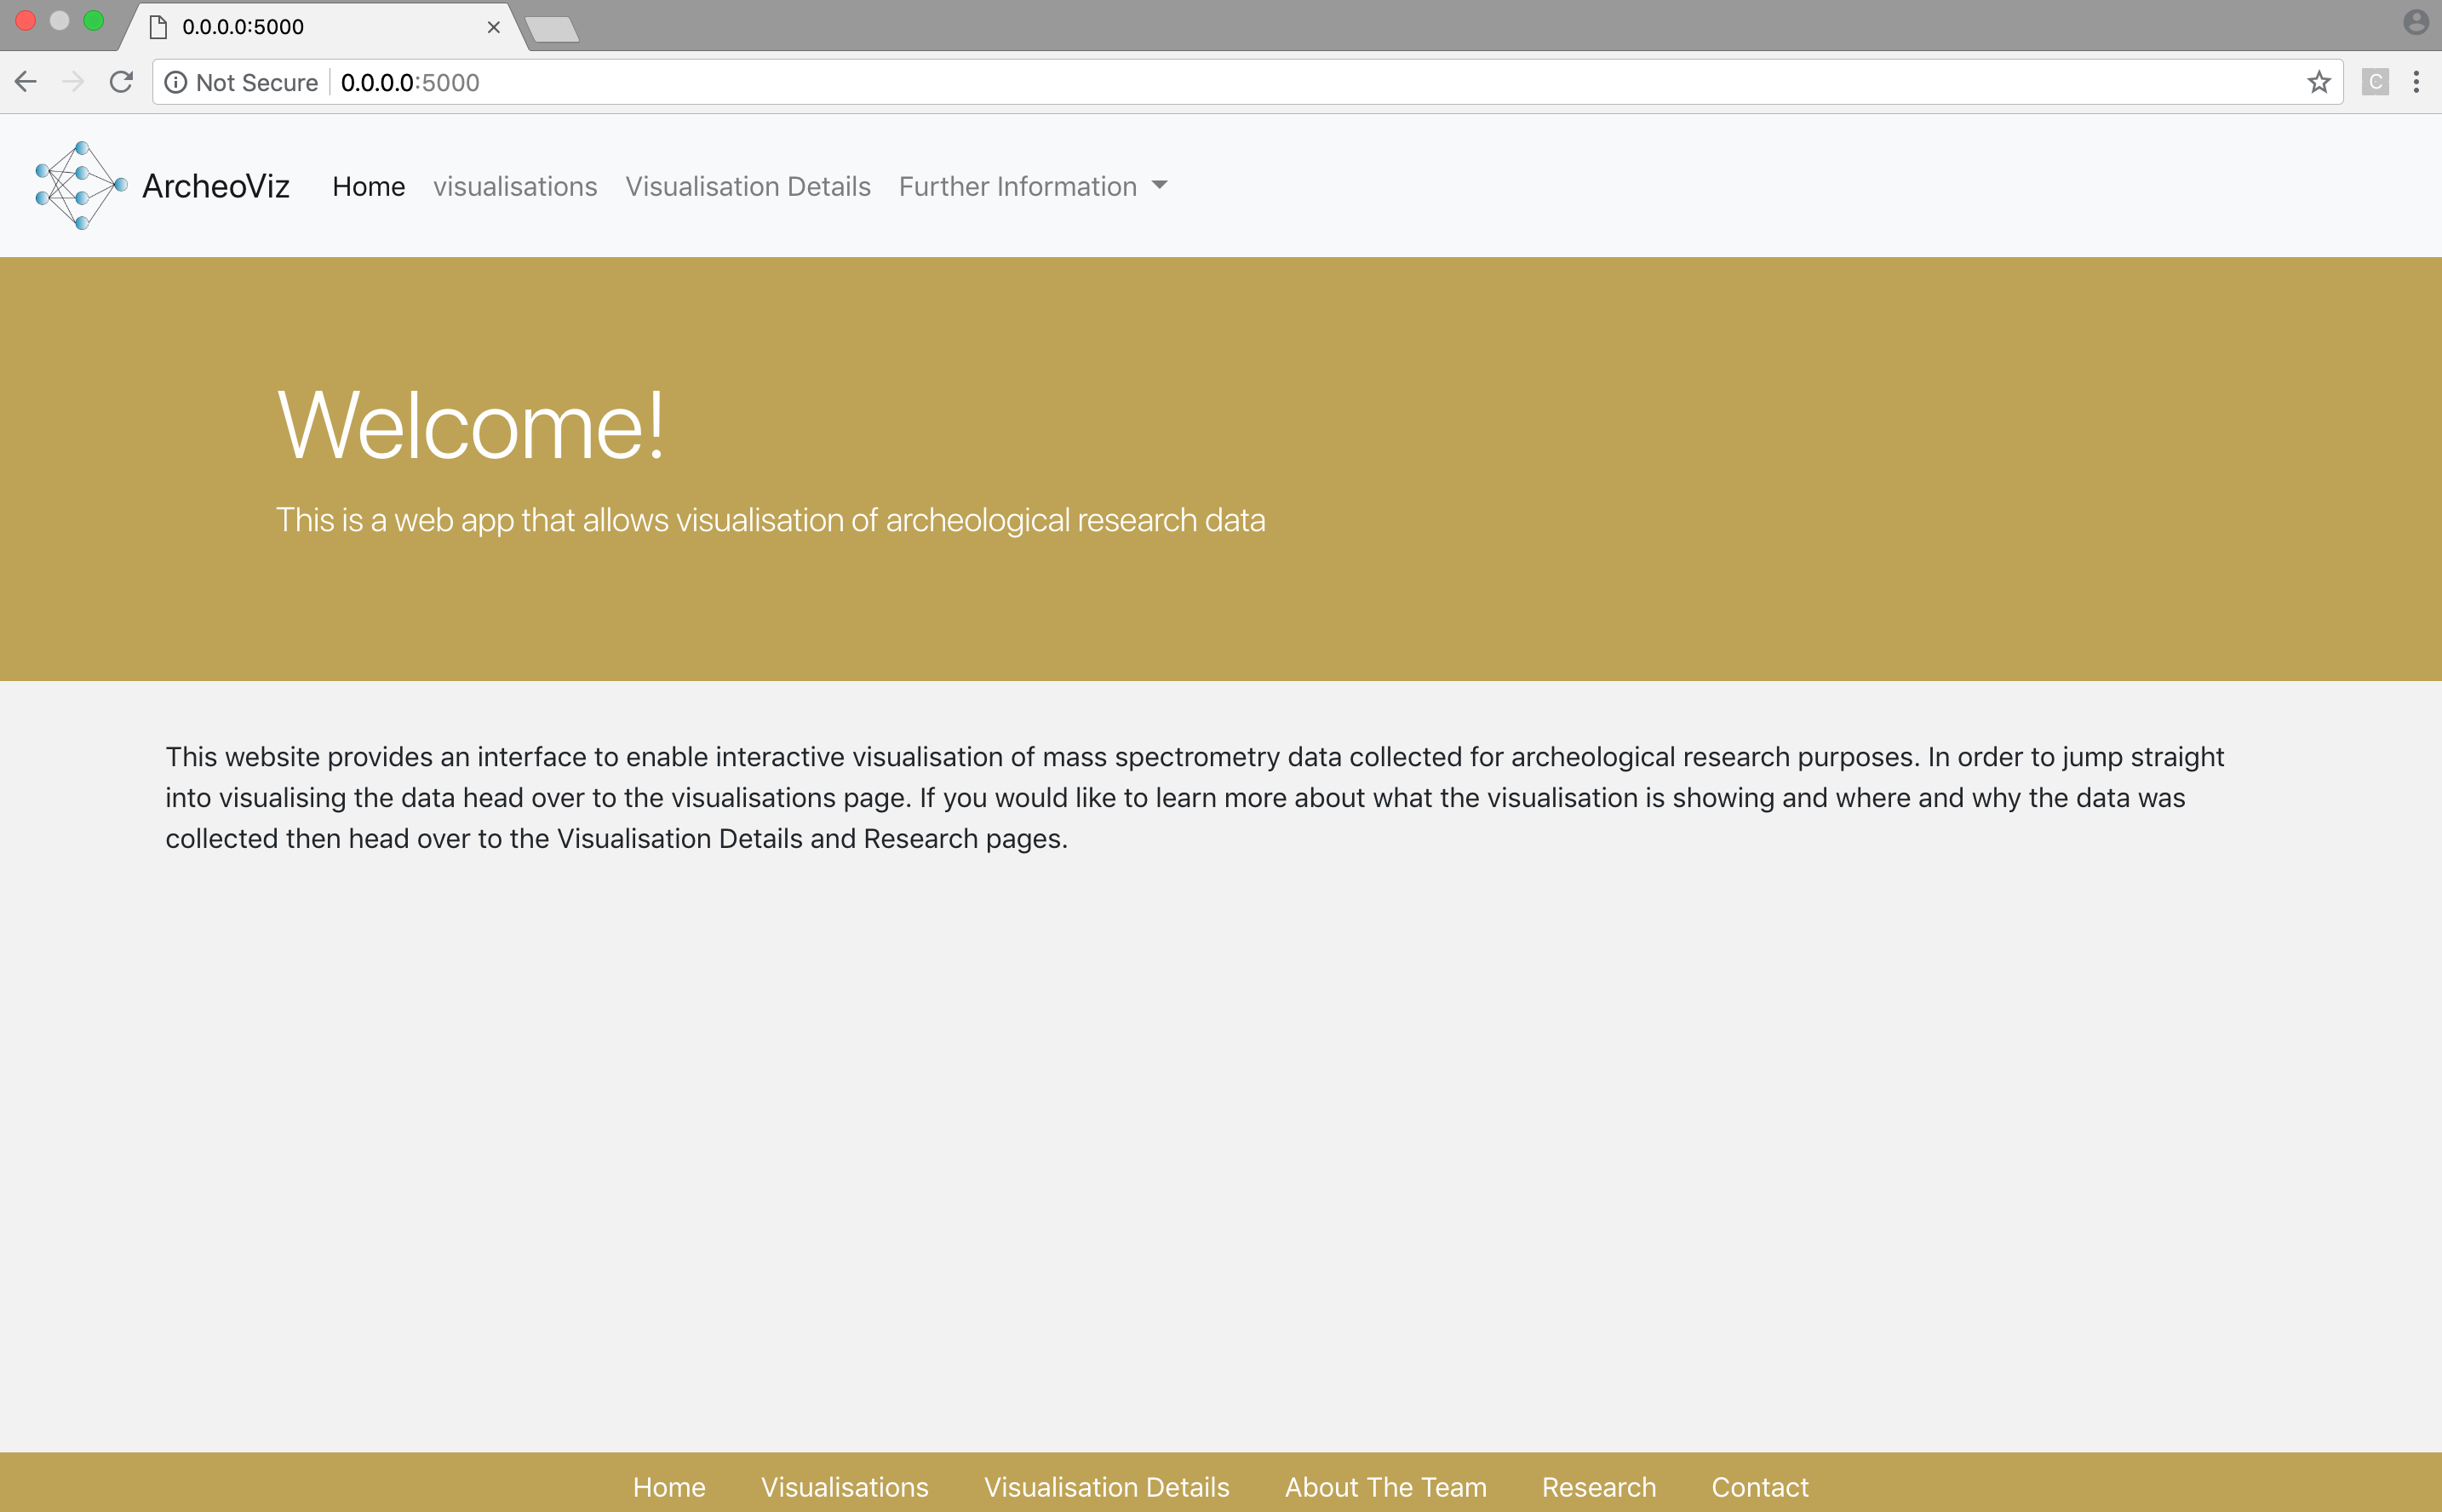 0.0.0.0:5000
Not Secure 0.0.0.0:5000 C
ArcheoViz Home visualisations Visualisation Details Further Information
Welcome!
This is a web app that allows visualisation of archeological research data
This website provides an interface to enable interactive visualisation of mass spectrometry data collected for archeological research purposes. In order to jump straight
into visualising the data head over to the visualisations page. If you would like to learn more about what the visualisation is showing and where and why the data was
collected then head over to the Visualisation Details and Research pages.
Home Visualisations Visualisation Details About The Team Research Contact